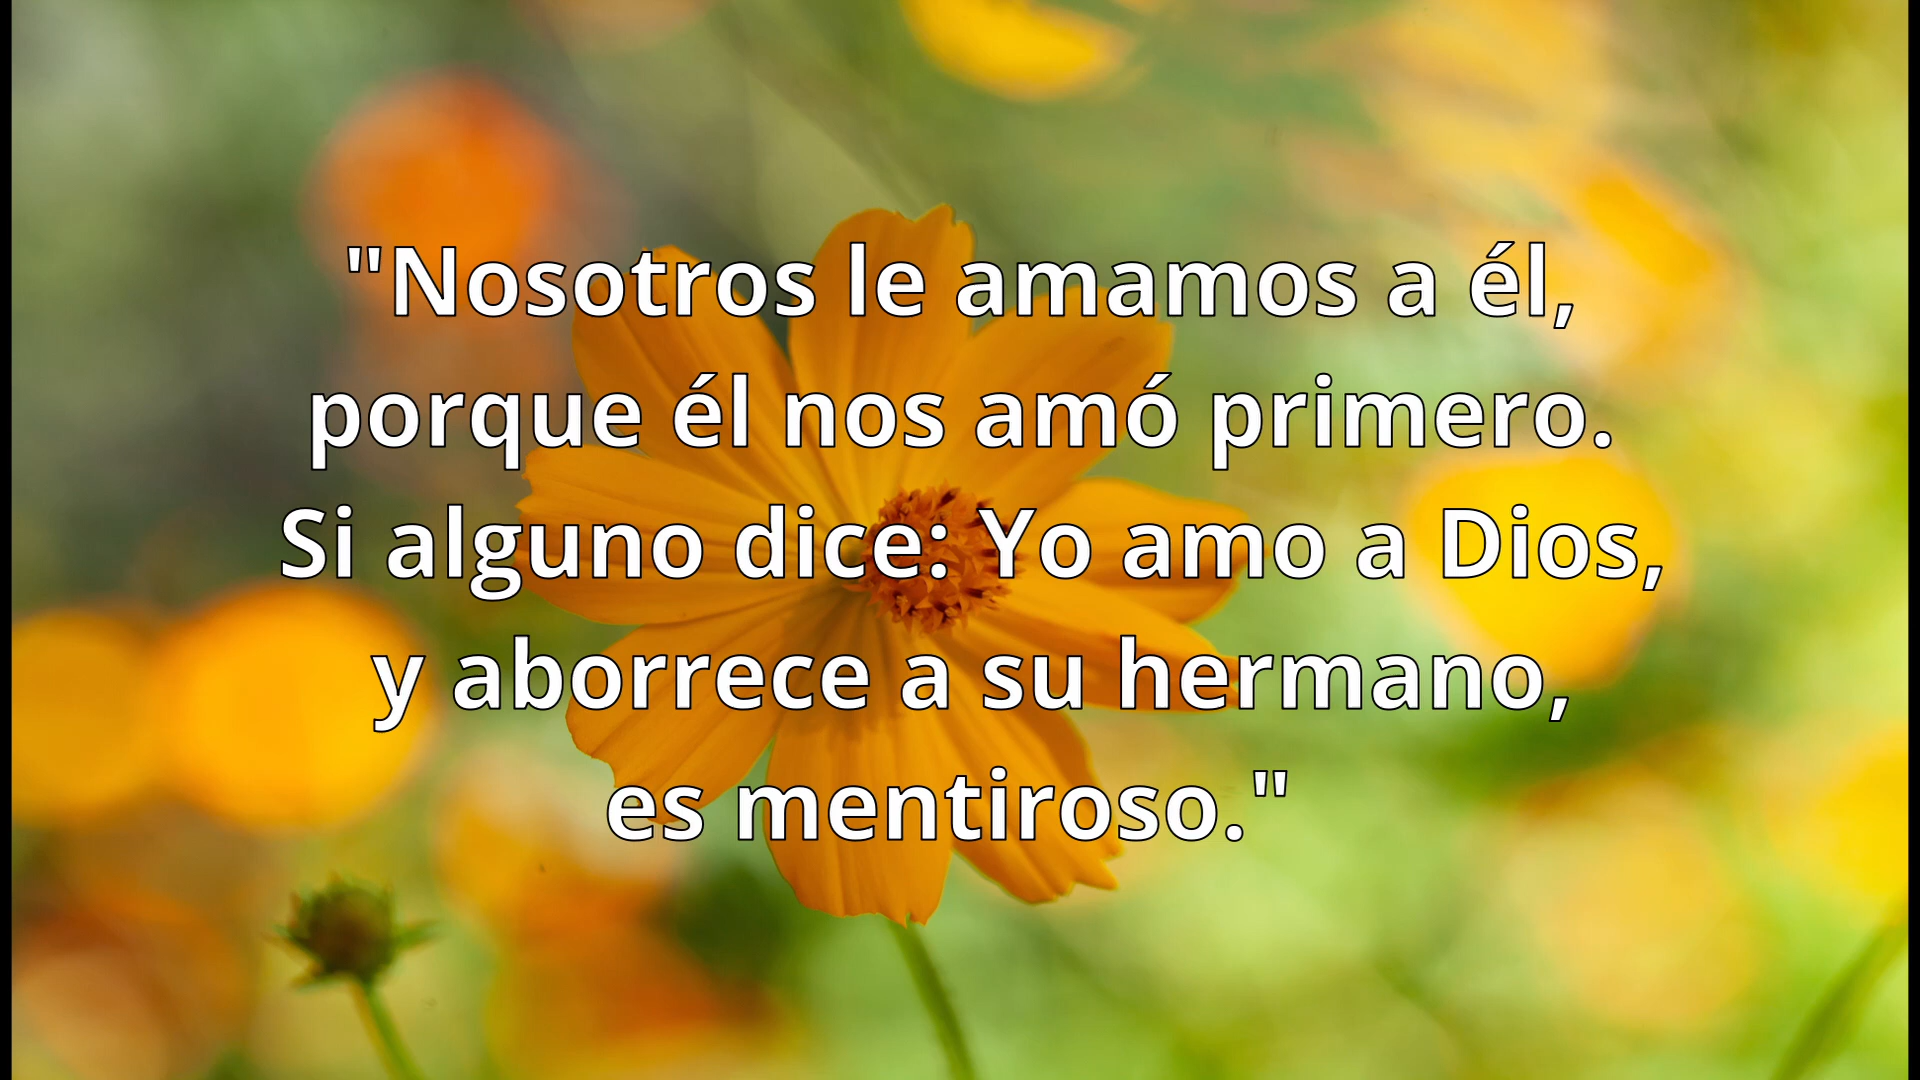 "Nosotros le amamos a él,
porque él nos amó primero.
Si alguno dice: Yo amo a Dios,
y aborrece a su hermano,
es mentiroso."